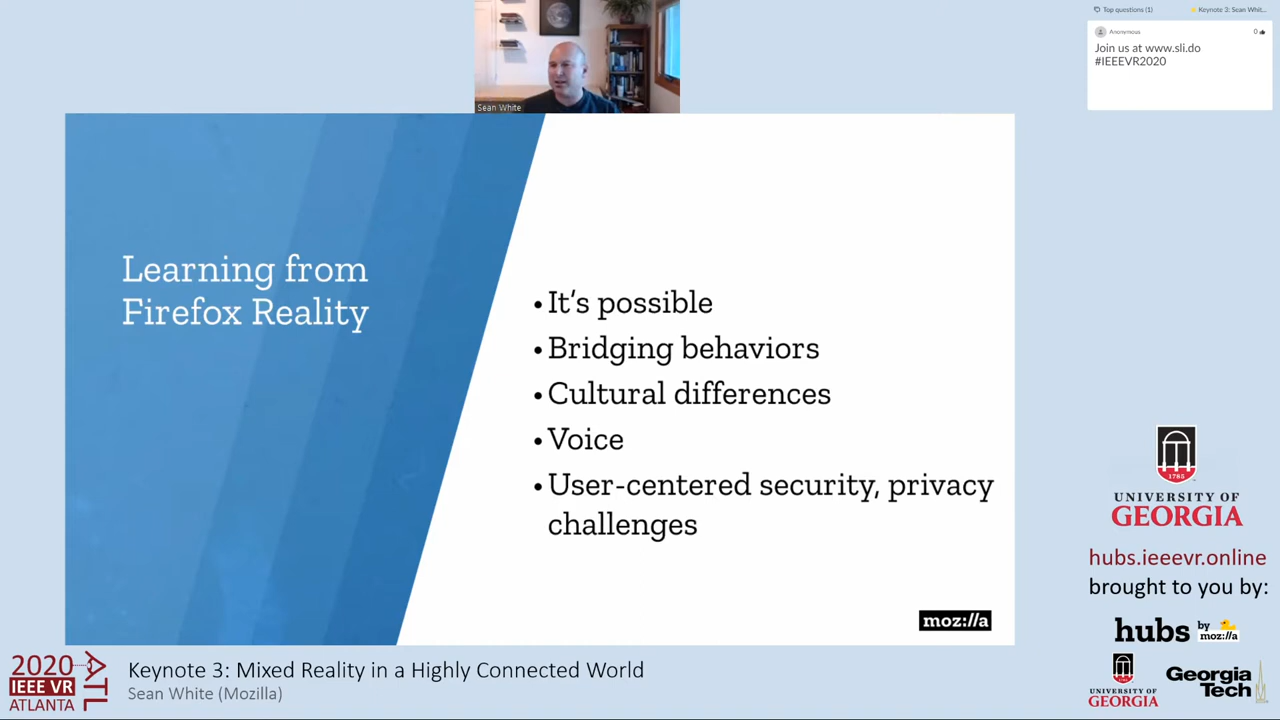 Top questions (1)
Keynote 3: Sean Whit...
Anonymous
0
Join us at www.sli.do
#IEEEVR2020
Sean White
Learning from
Firefox Reality
• It’s possible
• Bridging behaviors
• Cultural differences
• Voice
• User-centered security, privacy
challenges
moz://a
1785
UNIVERSITY OF
GEORGIA
hubs.ieeevr.online
brought to you by:
hubs by
moz://a
UNIVERSITY OF
GEORGIA
Georgia
Tech
2020
IEEE VR
ATLANTA
ATL
Keynote 3: Mixed Reality in a Highly Connected World
Sean White (Mozilla)